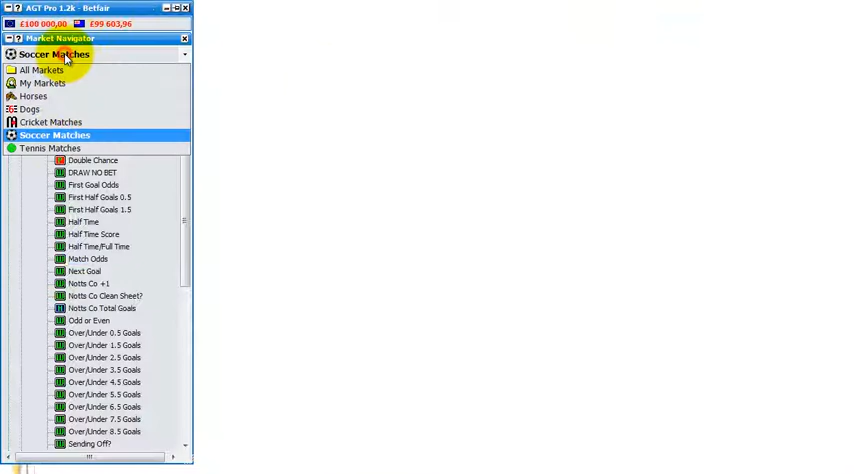 AGT Pro 1.2k - Betfair
£100 000,00 £99 603,96
Market Navigator
Soccer Matches
All Markets
My Markets
Horses
Dogs
Cricket Matches
Soccer Matches
Tennis Matches
Double Chance
DRAW NO BET
First Goal Odds
First Half Goals 0.5
First Half Goals 1.5
Half Time
Half Time Score
Half Time/Full Time
Match Odds
Next Goal
Notts Co +1
Notts Co Clean Sheet?
Notts Co Total Goals
Odd or Even
Over/Under 0.5 Goals
Over/Under 1.5 Goals
Over/Under 2.5 Goals
Over/Under 3.5 Goals
Over/Under 4.5 Goals
Over/Under 5.5 Goals
Over/Under 6.5 Goals
Over/Under 7.5 Goals
Over/Under 8.5 Goals
Sending Off?